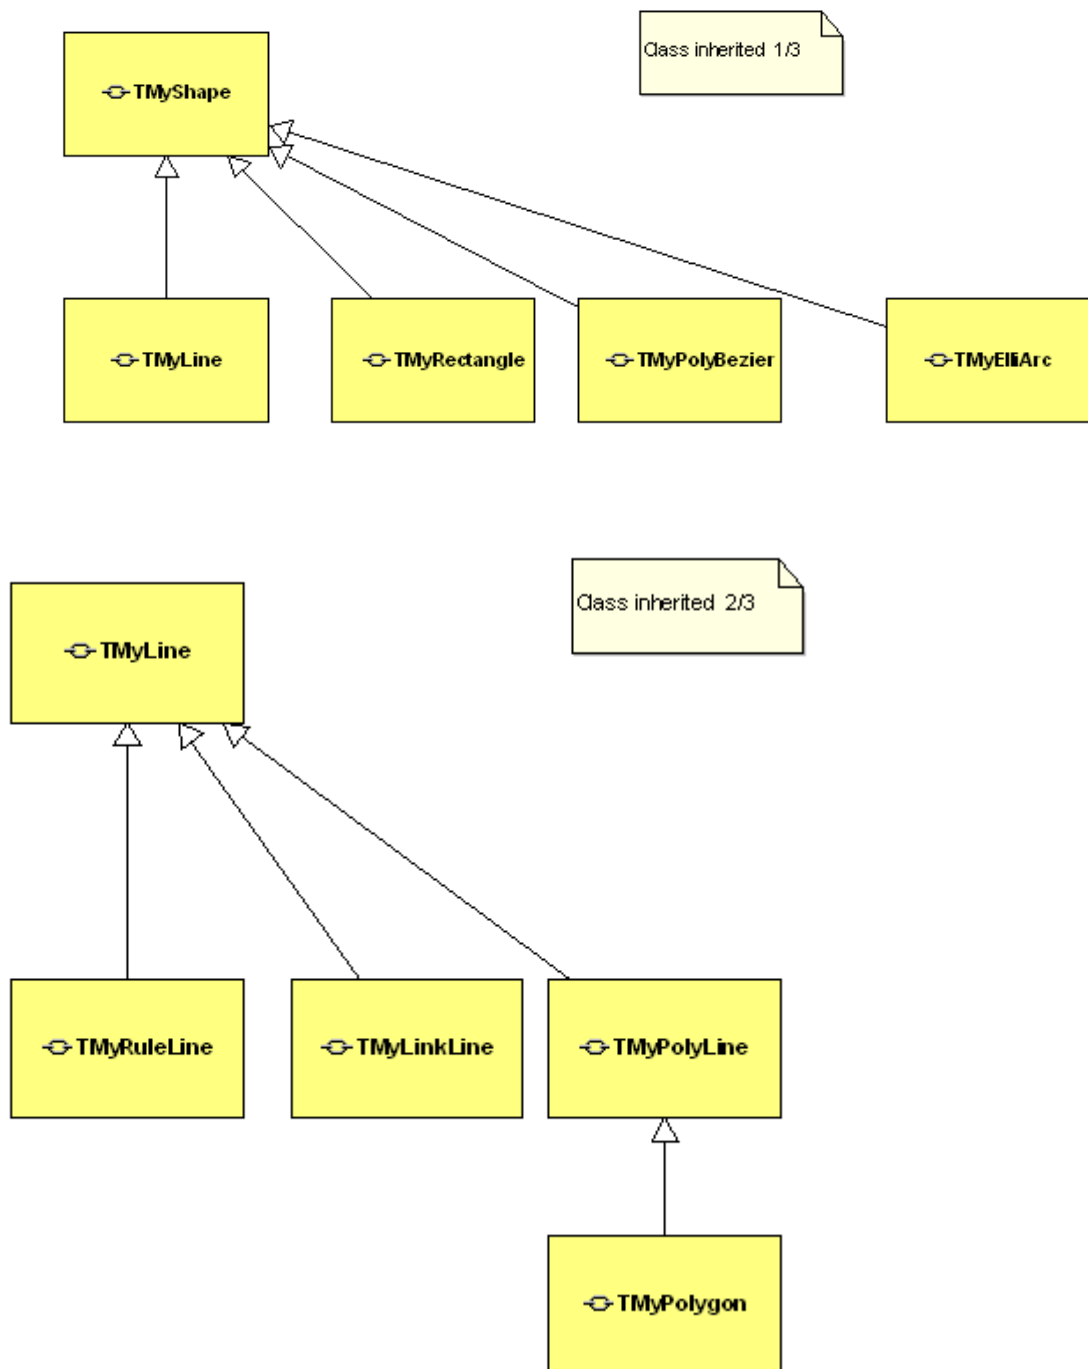 Class inherited 1/3
TMyShape
TMyLine
TMyRectangle
TMyPolyBezier
TMyElliArc
Class inherited 2/3
TMyLine
TMyRuleLine
TMyLinkLine
TMyPolyLine
TMyPolygon